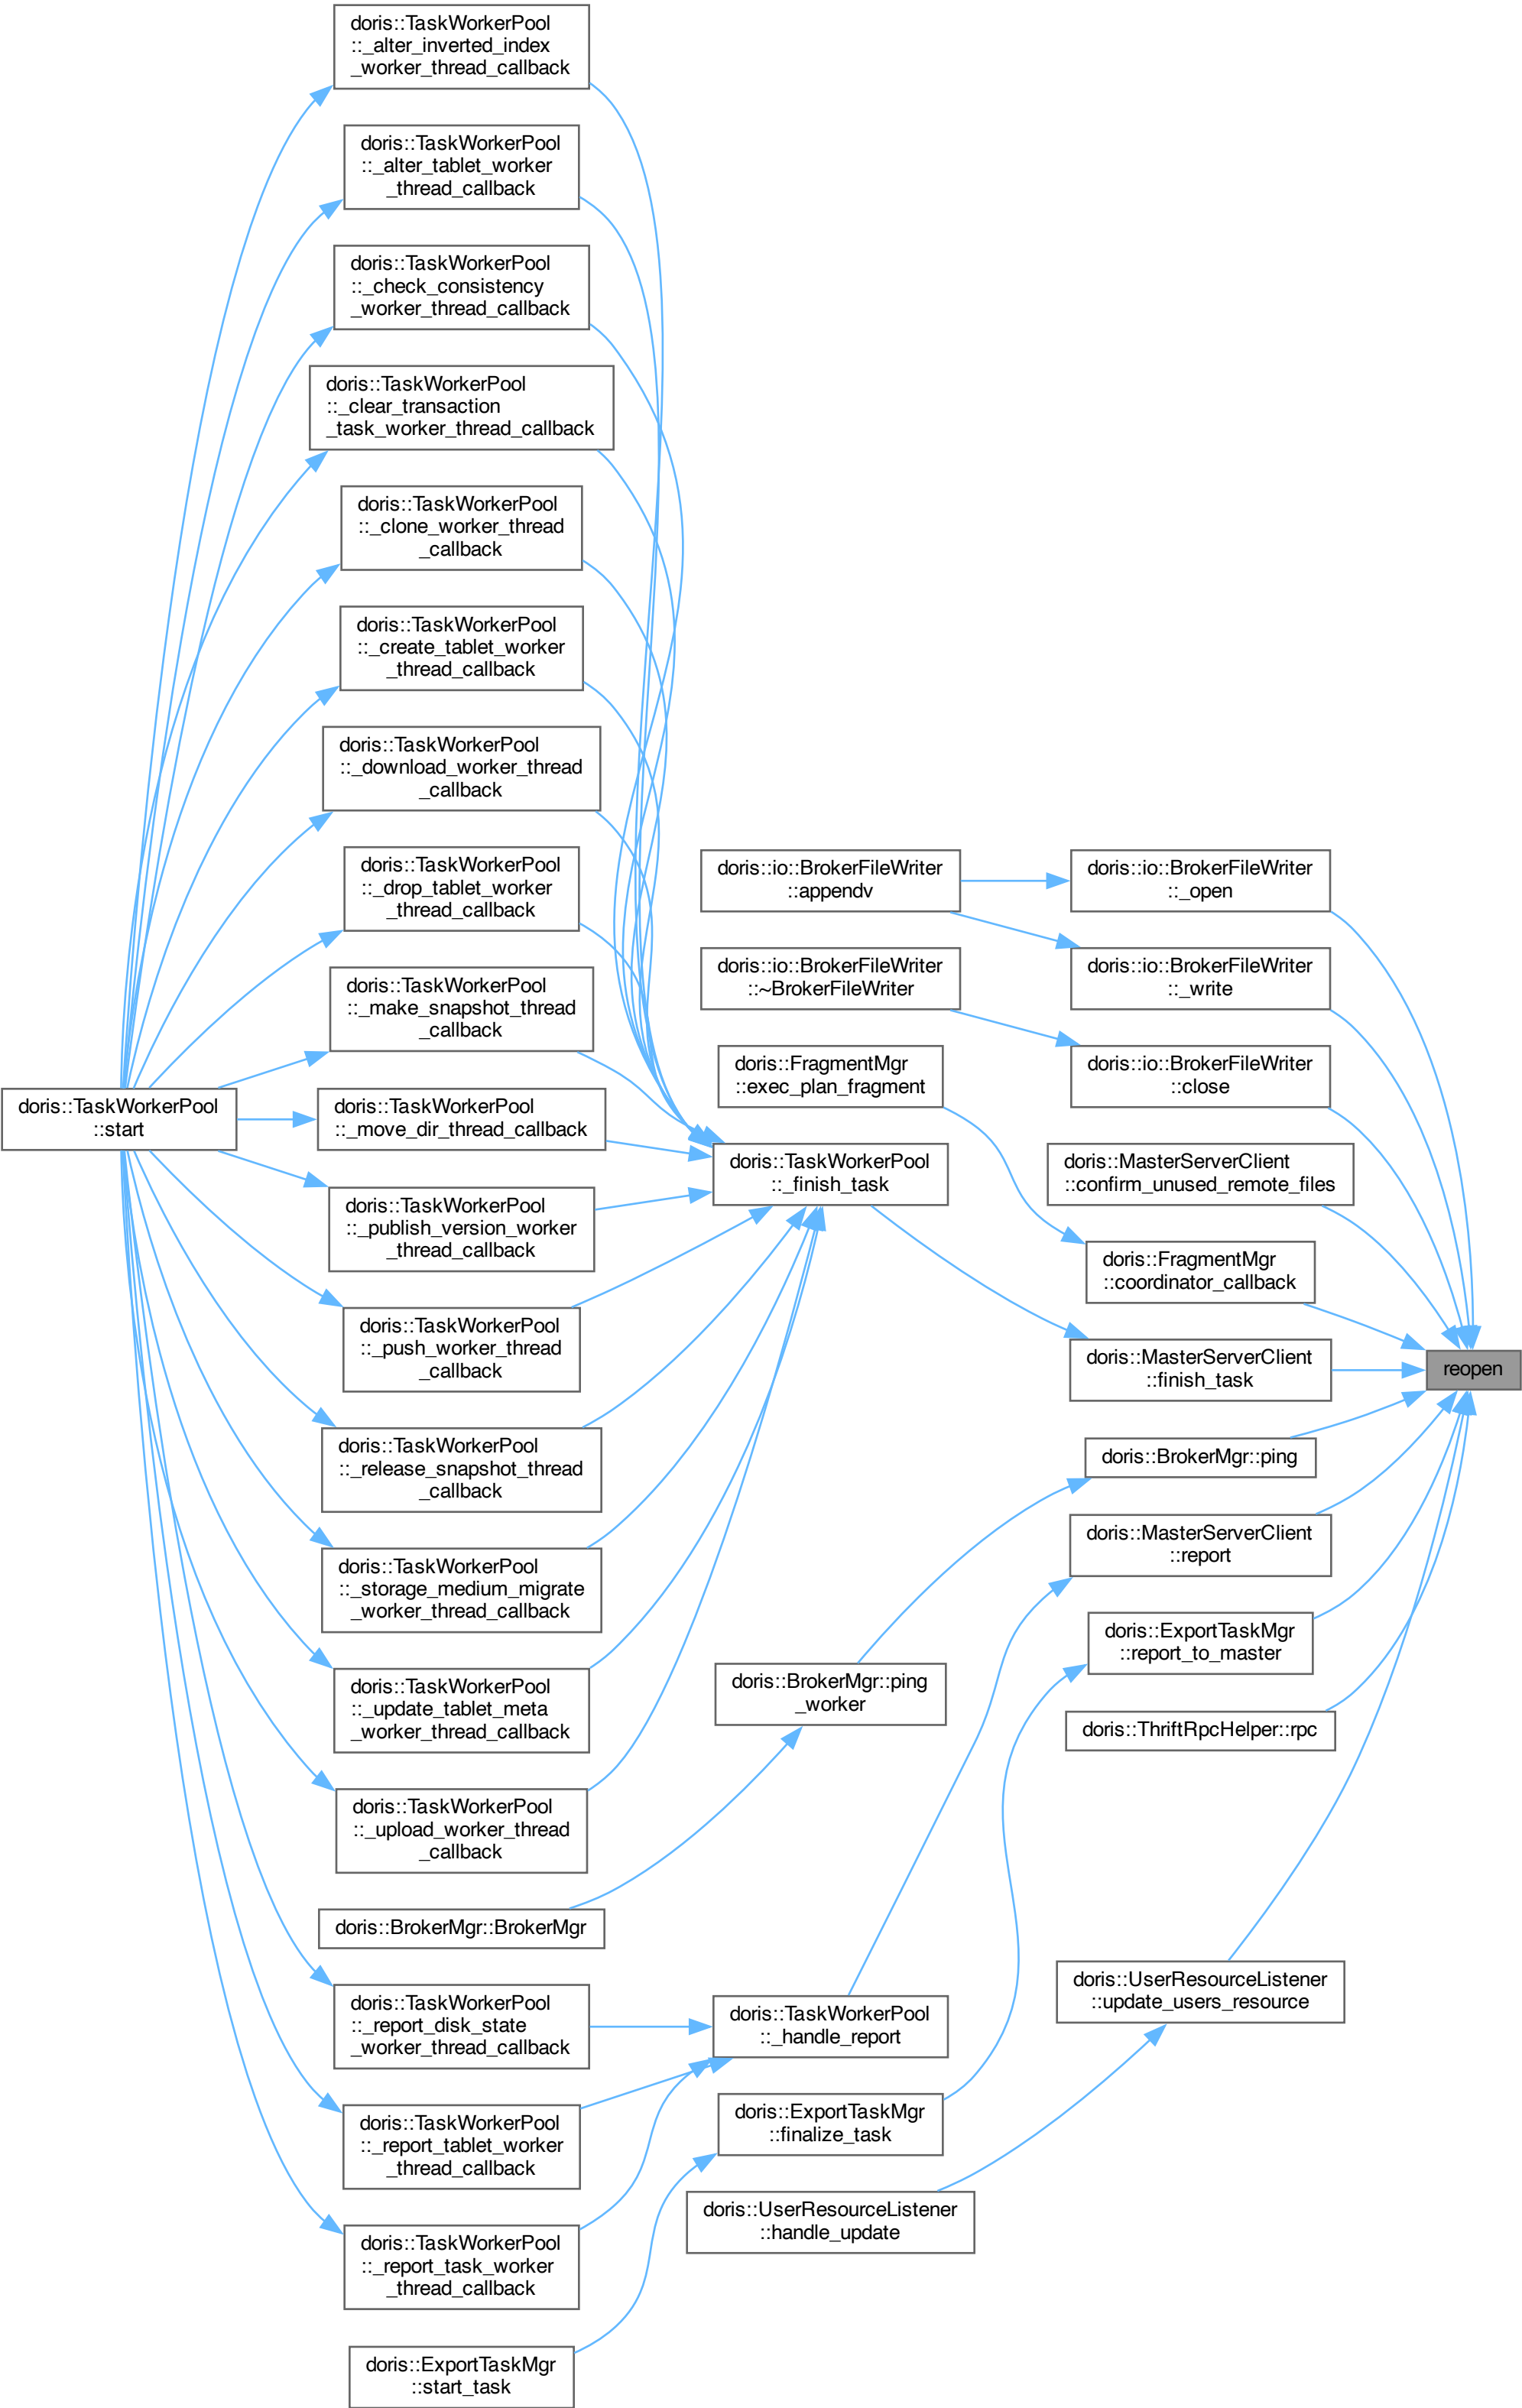 doris::TaskWorkerPool
::start
doris::TaskWorkerPool
::_alter_inverted_index
_worker_thread_callback
doris::TaskWorkerPool
::_alter_tablet_worker
_thread_callback
doris::TaskWorkerPool
::_check_consistency
_worker_thread_callback
doris::TaskWorkerPool
::_clear_transaction
_task_worker_thread_callback
doris::TaskWorkerPool
::_clone_worker_thread
_callback
doris::TaskWorkerPool
::_create_tablet_worker
_thread_callback
doris::TaskWorkerPool
::_download_worker_thread
_callback
doris::TaskWorkerPool
::_drop_tablet_worker
_thread_callback
doris::TaskWorkerPool
::_make_snapshot_thread
_callback
doris::TaskWorkerPool
::_move_dir_thread_callback
doris::TaskWorkerPool
::_publish_version_worker
_thread_callback
doris::TaskWorkerPool
::_push_worker_thread
_callback
doris::TaskWorkerPool
::_release_snapshot_thread
_callback
doris::TaskWorkerPool
::_storage_medium_migrate
_worker_thread_callback
doris::TaskWorkerPool
::_update_tablet_meta
_worker_thread_callback
doris::TaskWorkerPool
::_upload_worker_thread
_callback
doris::BrokerMgr::BrokerMgr
doris::TaskWorkerPool
::_report_disk_state
_worker_thread_callback
doris::TaskWorkerPool
::_report_tablet_worker
_thread_callback
doris::TaskWorkerPool
::_report_task_worker
_thread_callback
doris::ExportTaskMgr
::start_task
doris::io::BrokerFileWriter
::appendv
doris::io::BrokerFileWriter
::~BrokerFileWriter
doris::FragmentMgr
::exec_plan_fragment
doris::TaskWorkerPool
::_finish_task
doris::BrokerMgr::ping
_worker
doris::TaskWorkerPool
::_handle_report
doris::ExportTaskMgr
::finalize_task
doris::UserResourceListener
::handle_update
doris::io::BrokerFileWriter
::_open
doris::io::BrokerFileWriter
::_write
doris::io::BrokerFileWriter
::close
doris::MasterServerClient
::confirm_unused_remote_files
doris::FragmentMgr
::coordinator_callback
doris::MasterServerClient
::finish_task
doris::BrokerMgr::ping
doris::MasterServerClient
::report
doris::ExportTaskMgr
::report_to_master
doris::ThriftRpcHelper::rpc
doris::UserResourceListener
::update_users_resource
reopen